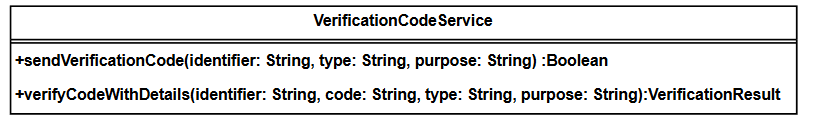 VerificationCodeService
+sendVerificationCode(identifier: String, type: String, purpose: String) :Boolean
+verifyCodeWithDetails(identifier: String, code: String, type: String, purpose: String):VerificationResult